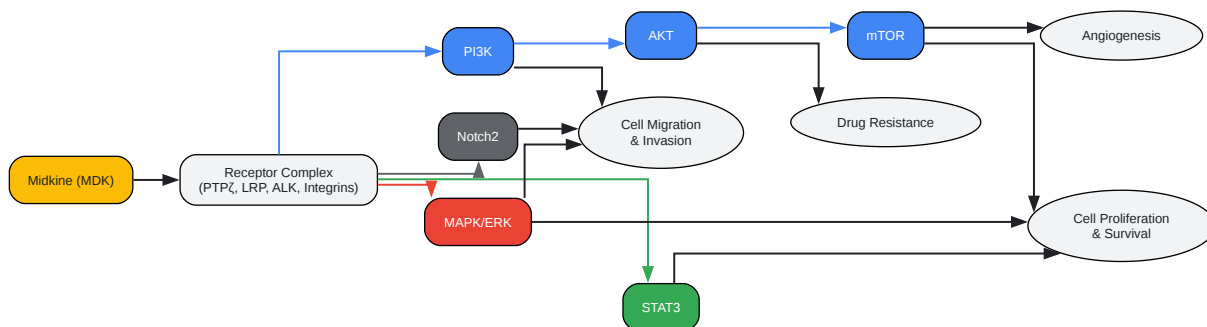 PI3K
AKT
mTOR
Angiogenesis
Notch2
Cell Migration
& Invasion
Drug Resistance
Midkine (MDK)
Receptor Complex
(PTPζ, LRP, ALK, Integrins)
MAPK/ERK
Cell Proliferation
& Survival
STAT3